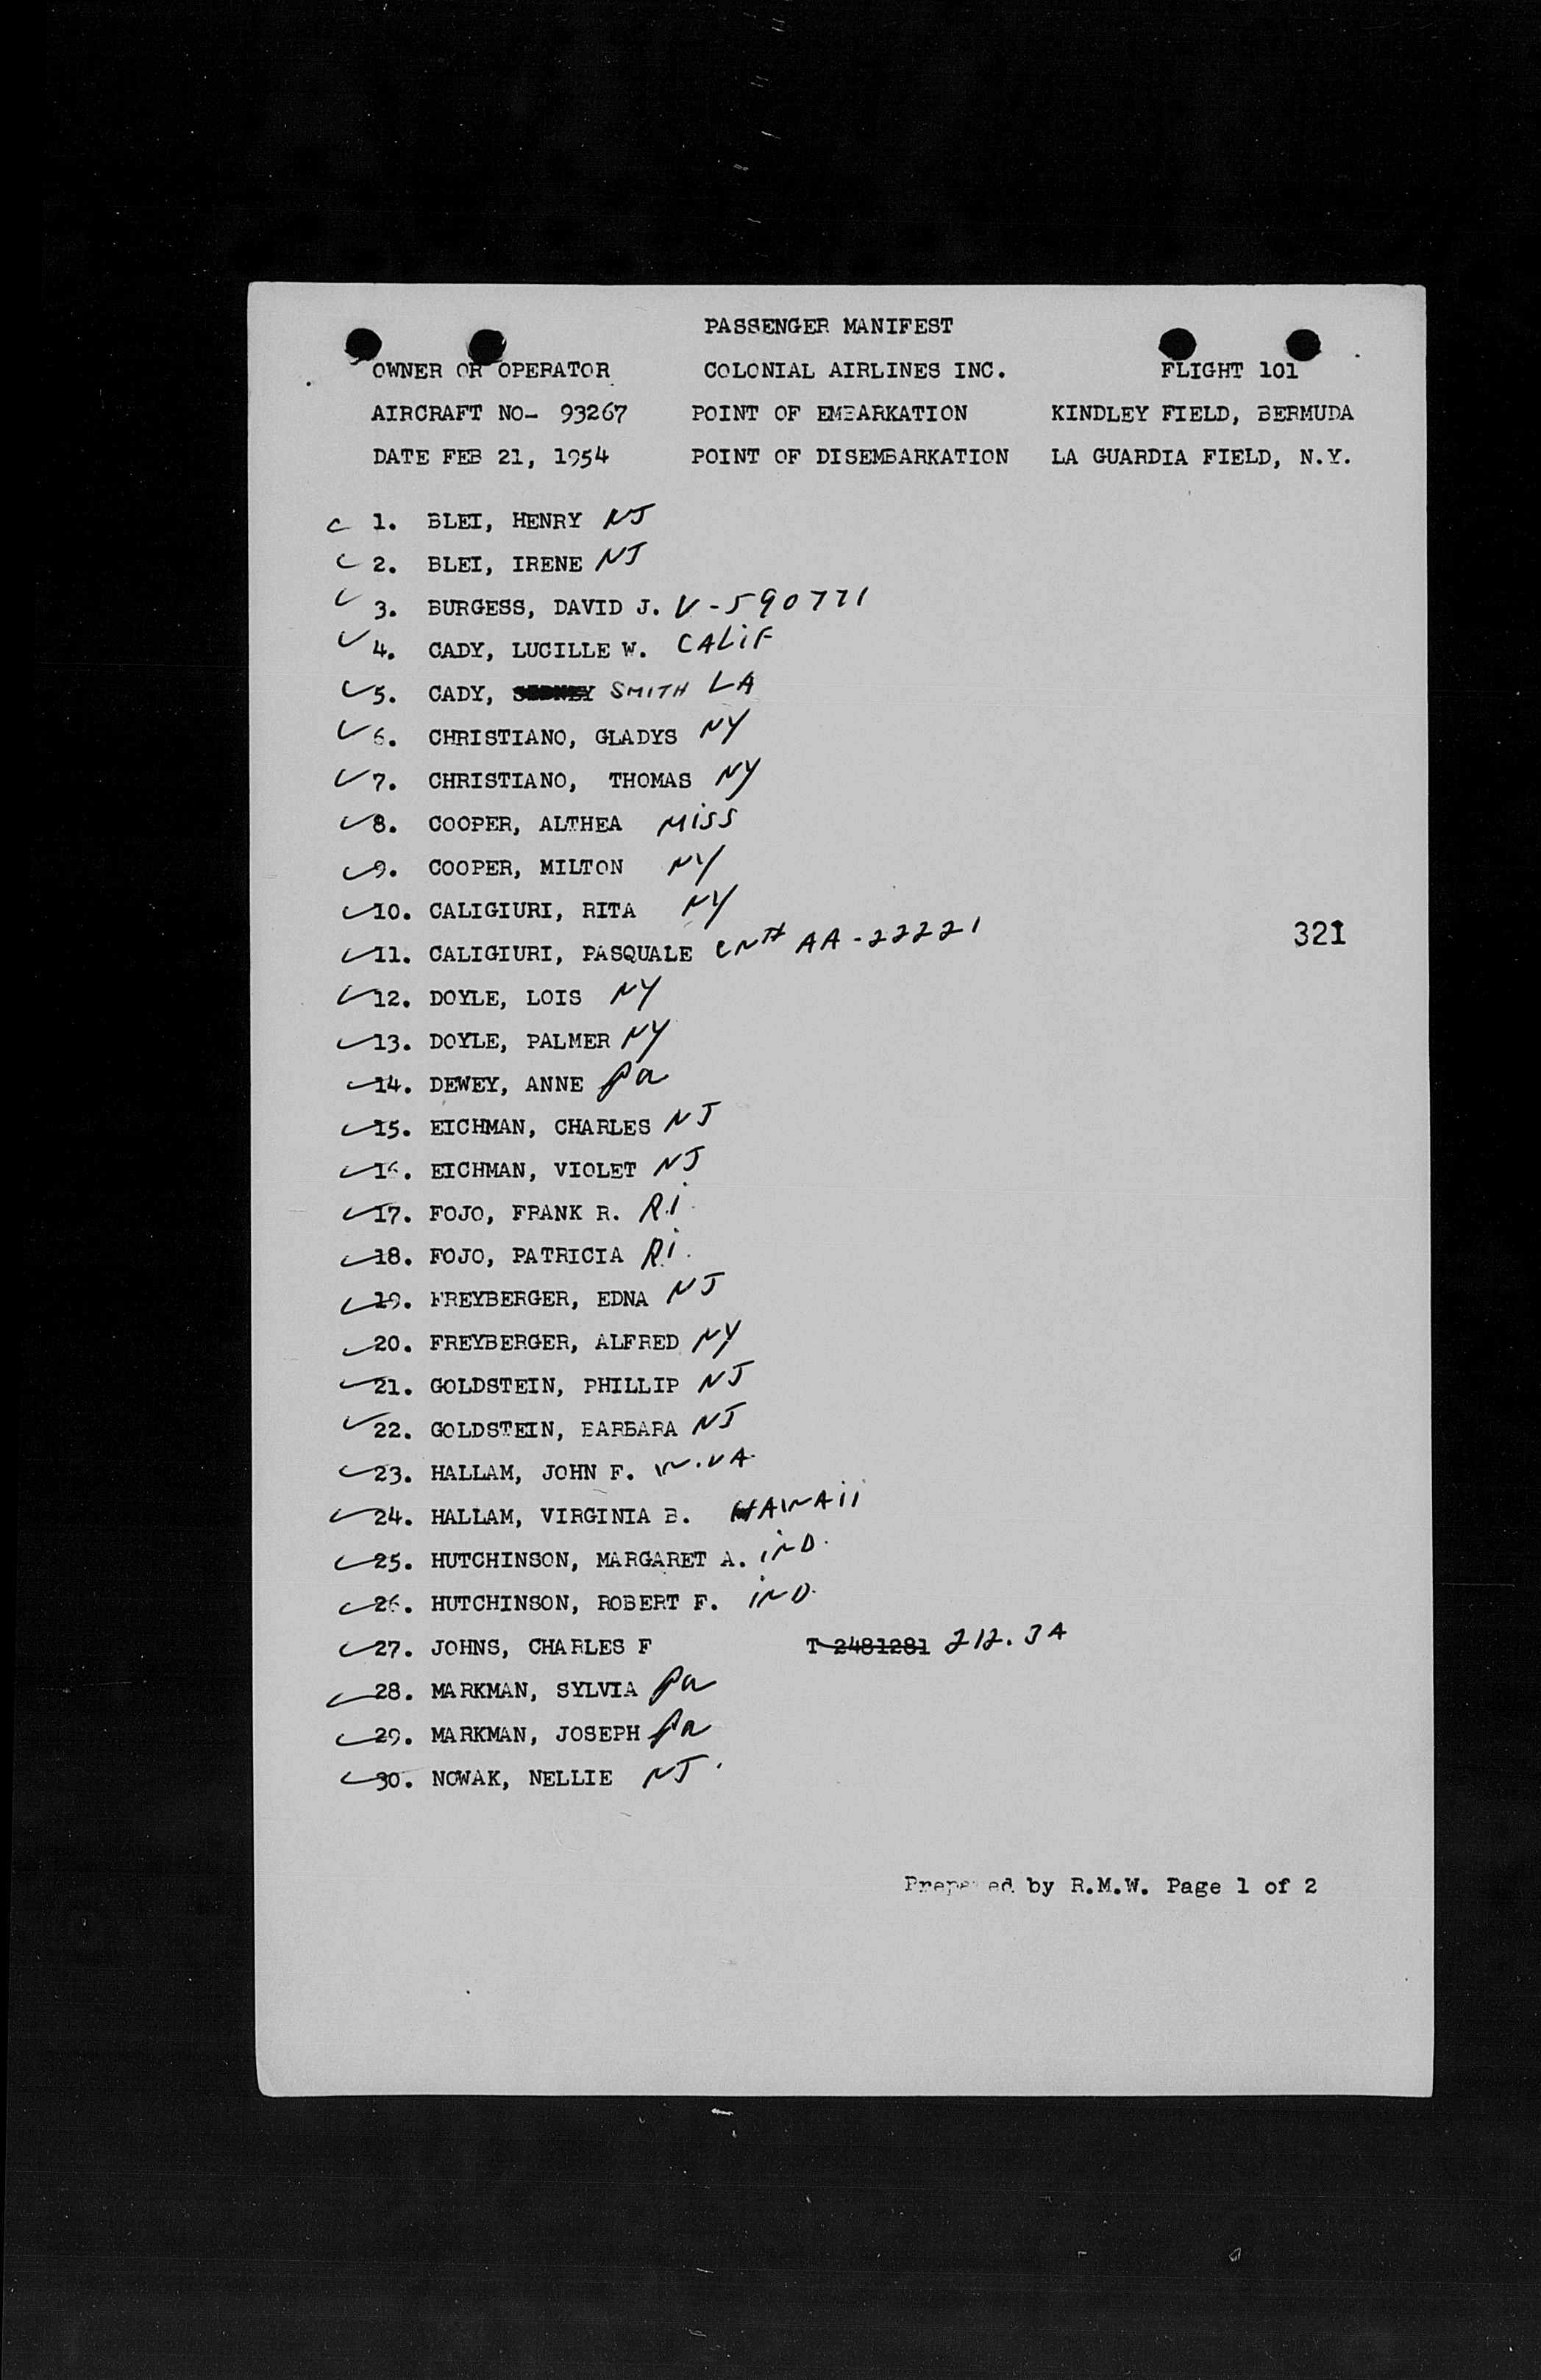 PASSENGER MANIFEST
OWNER OR OPERATOR COLONIAL AIRLINES INC. FLIGHT 101
AIRCRAFT NO- 93267 POINT OF EMBARKATION KINDLEY FIELD, BERMUDA
DATE FEB 21, 1954 POINT OF DISEMBARKATION LA GUARDIA FIELD, N.Y.
1. BLEI, HENRY NJ
2. BLEI, IRENE NJ
3. BURGESS, DAVID J. V-590771
4. CADY, LUCILLE W. CALiF
5. CADY, SMITH LA
6. CHRISTIANO, GLADYS NY
7. CHRISTIANO, THOMAS NY
8. COOPER, ALTHEA MiSS
9. COOPER, MILTON NY
10. CALIGIURI, RITA NY
11. CALIGIURI, PASQUALE CN# AA-22221
321
12. DOYLE, LOIS NY
13. DOYLE, PALMER NY
14. DEWEY, ANNE Pa
15. EICHMAN, CHARLES NJ
16. EICHMAN, VIOLET NJ
17. FOJO, FRANK R. R.i.
18. FOJO, PATRICIA Ri.
19. FREYBERGER, EDNA NJ
20. FREYBERGER, ALFRED NY
21. GOLDSTEIN, PHILLIP NJ
22. GOLDSTEIN, BARBARA NJ
23. HALLAM, JOHN F. W.VA.
24. HALLAM, VIRGINIA B. HAWAii
25. HUTCHINSON, MARGARET A. iND.
26. HUTCHINSON, ROBERT F. iND.
27. JOHNS, CHARLES F T 2481281 212.3A
28. MARKMAN, SYLVIA Pa
29. MARKMAN, JOSEPH Pa
30. NOWAK, NELLIE NJ.
Prepared by R.M.W. Page 1 of 2